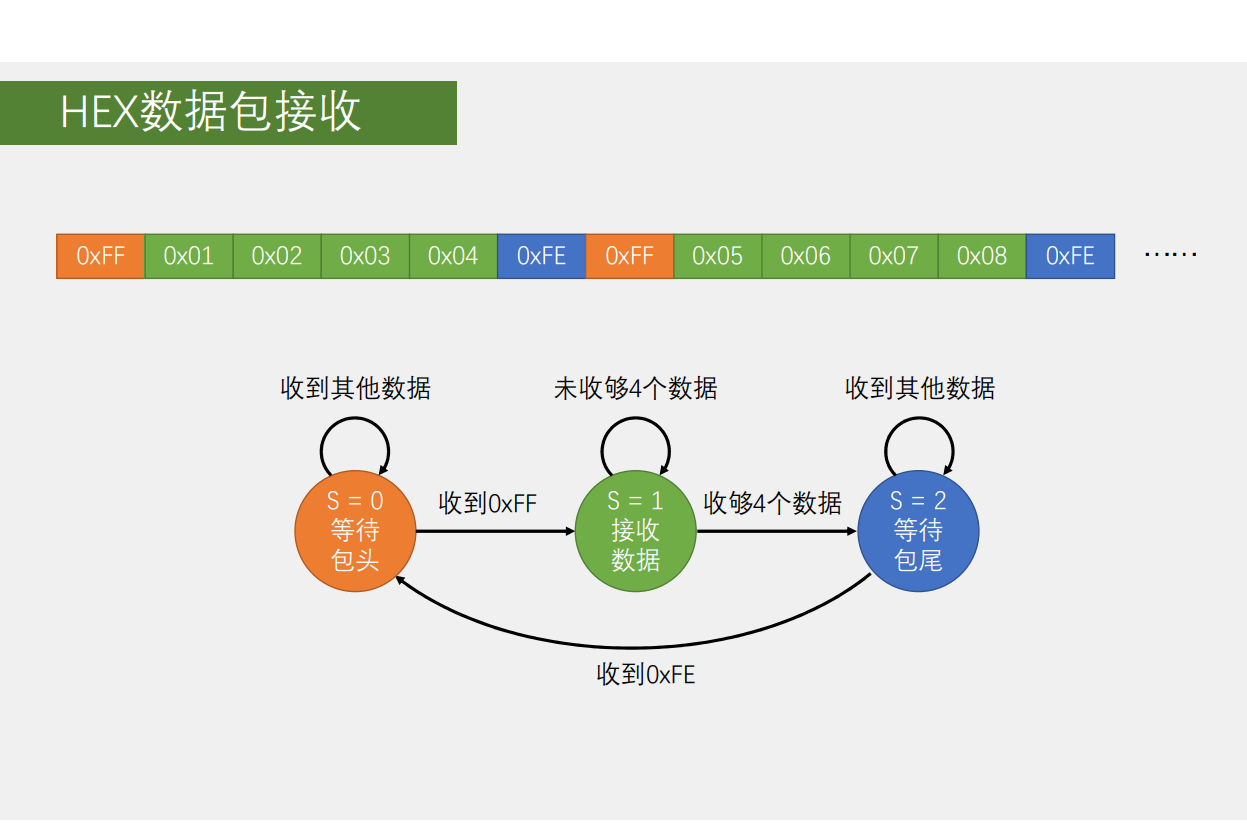 HEX数据包接收
0xFF 0x01 0x02 0x03 0x04 0xFE 0xFF 0x05 0x06 0x07 0x08 0xFE ……
收到其他数据 未收够4个数据 收到其他数据
S = 0
等待
包头
收到0xFF
S = 1
接收
数据
收够4个数据
S = 2
等待
包尾
收到0xFE